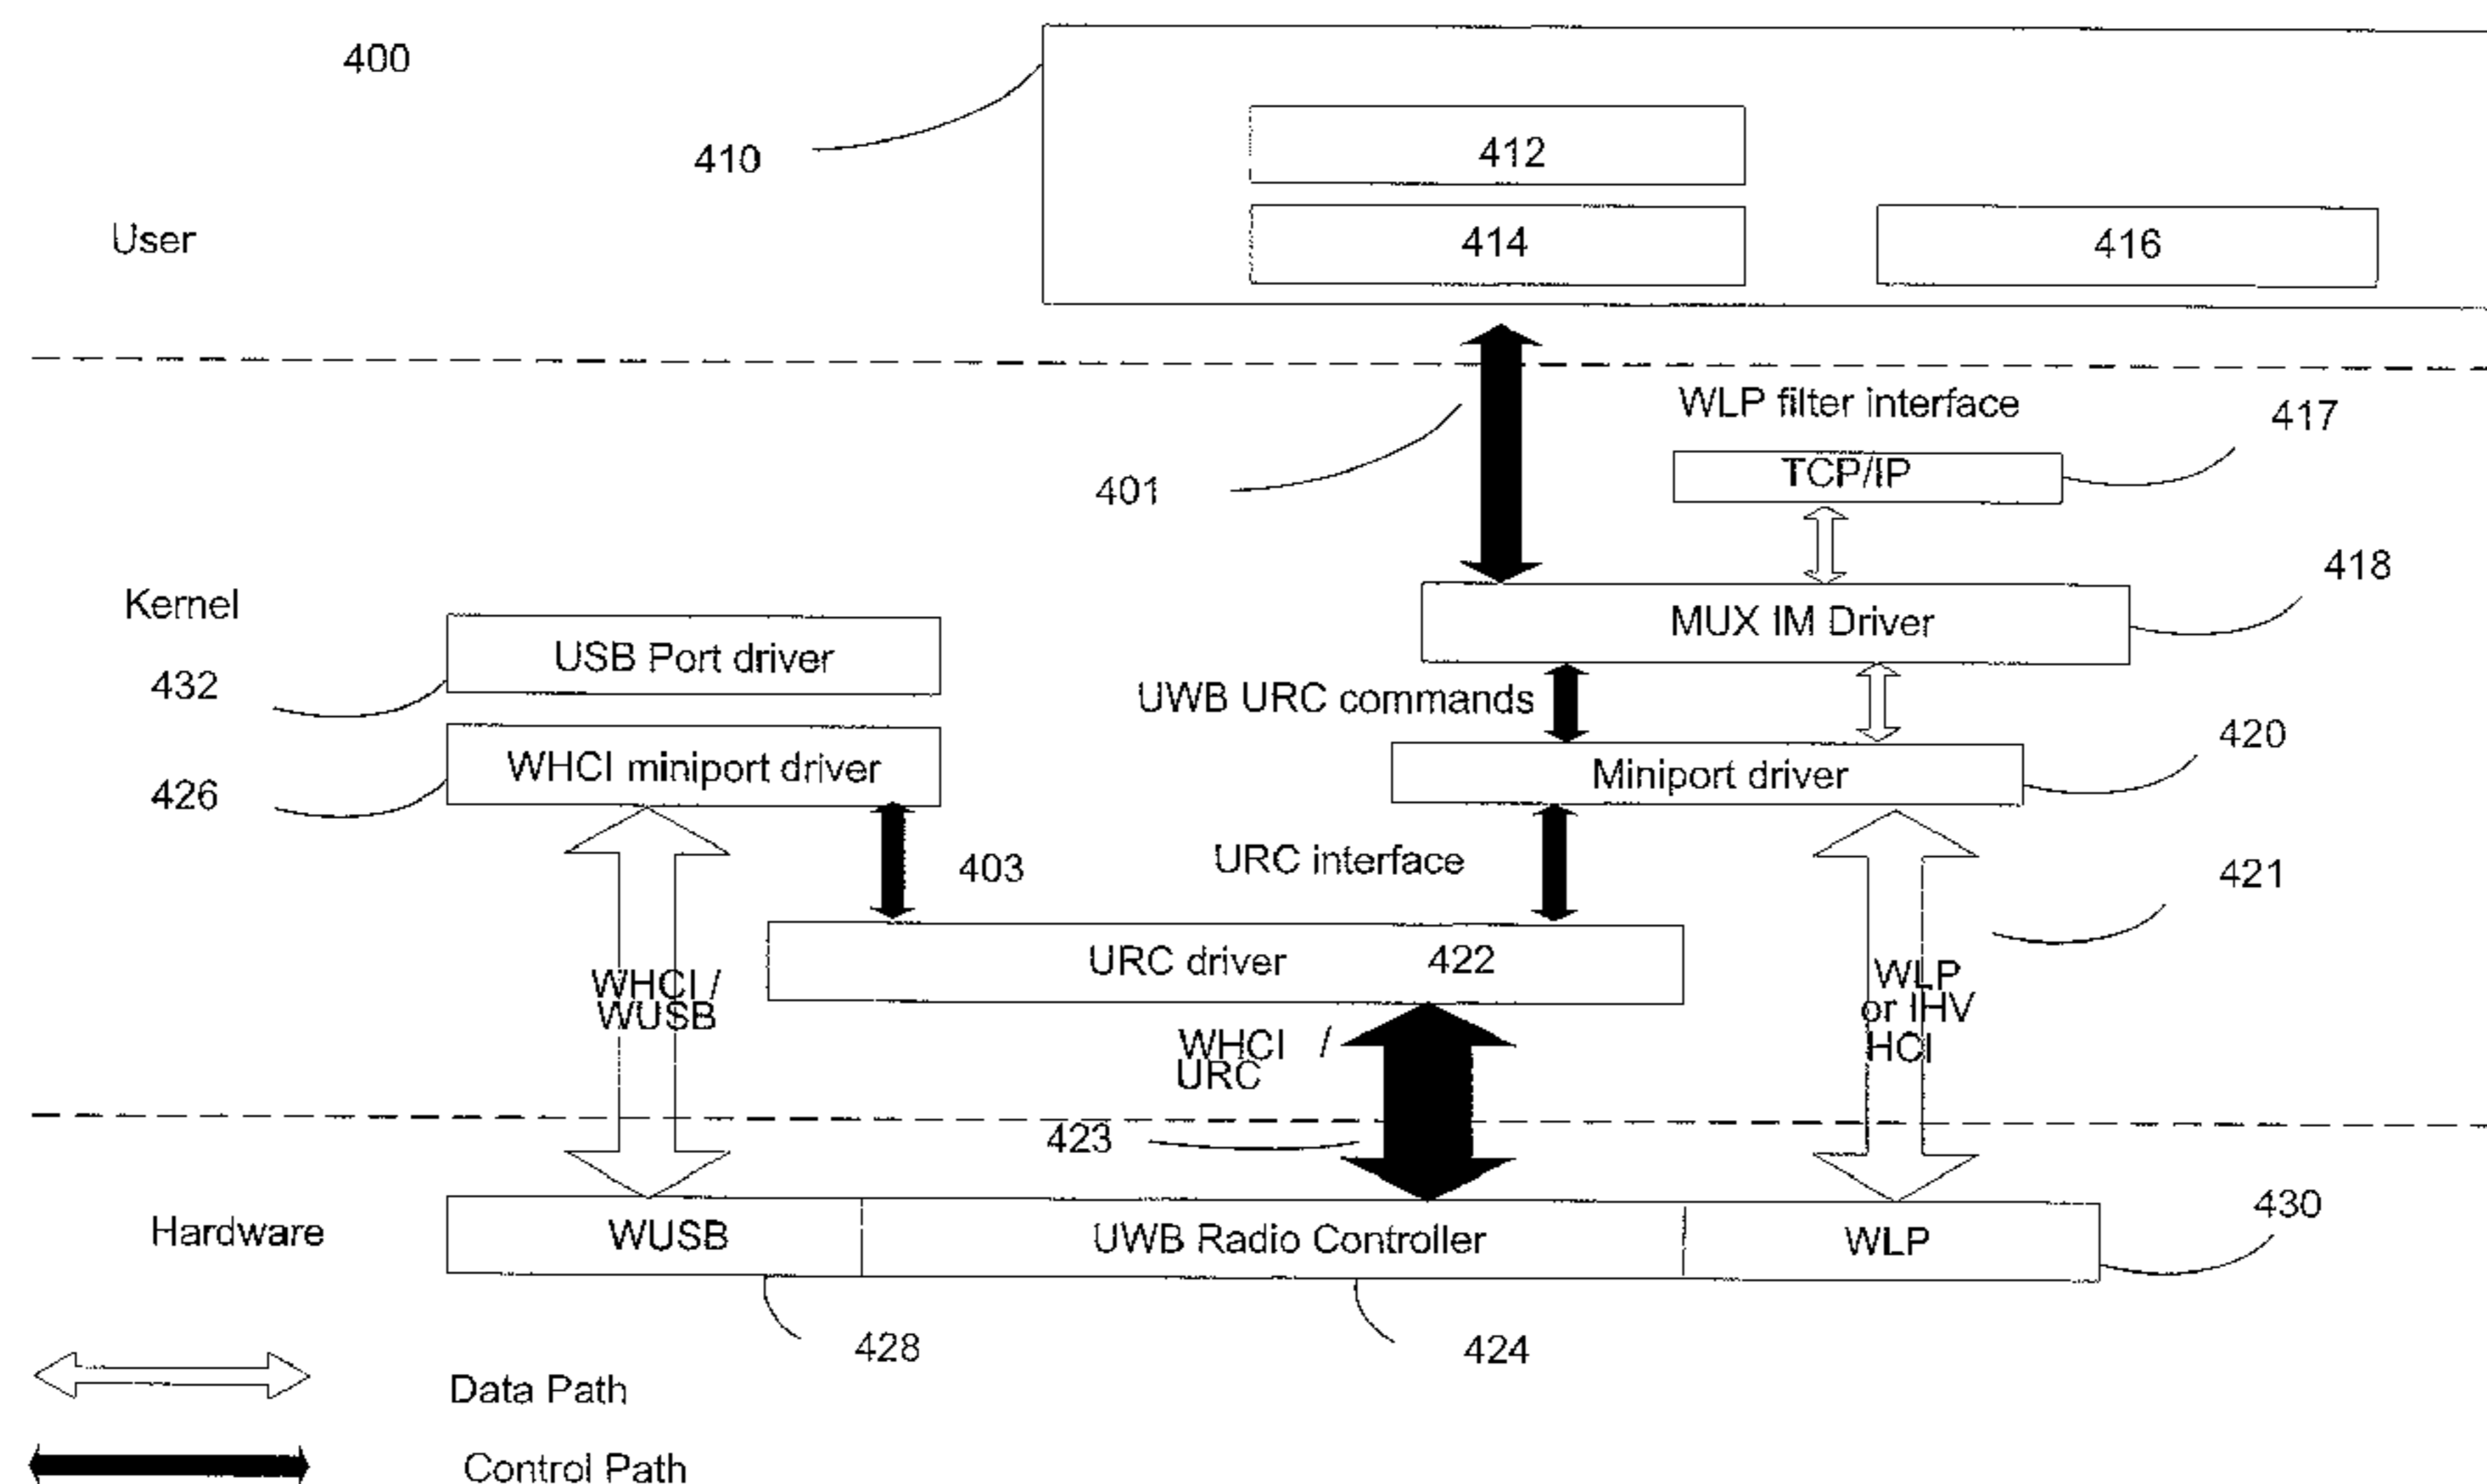 400
410
412
User
414
416
WLP filter interface
417
401
TCP/IP
418
Kernel
MUX IM Driver
USB Port driver
432
UWB URC commands
420
WHCI miniport driver
Miniport driver
426
403
URC interface
421
URC driver 422
WHCI /
WUSB
WLP
or IHV
HCI
WHCI /
URC
423
430
Hardware
WUSB
UWB Radio Controller
WLP
428
424
Data Path
Control Path